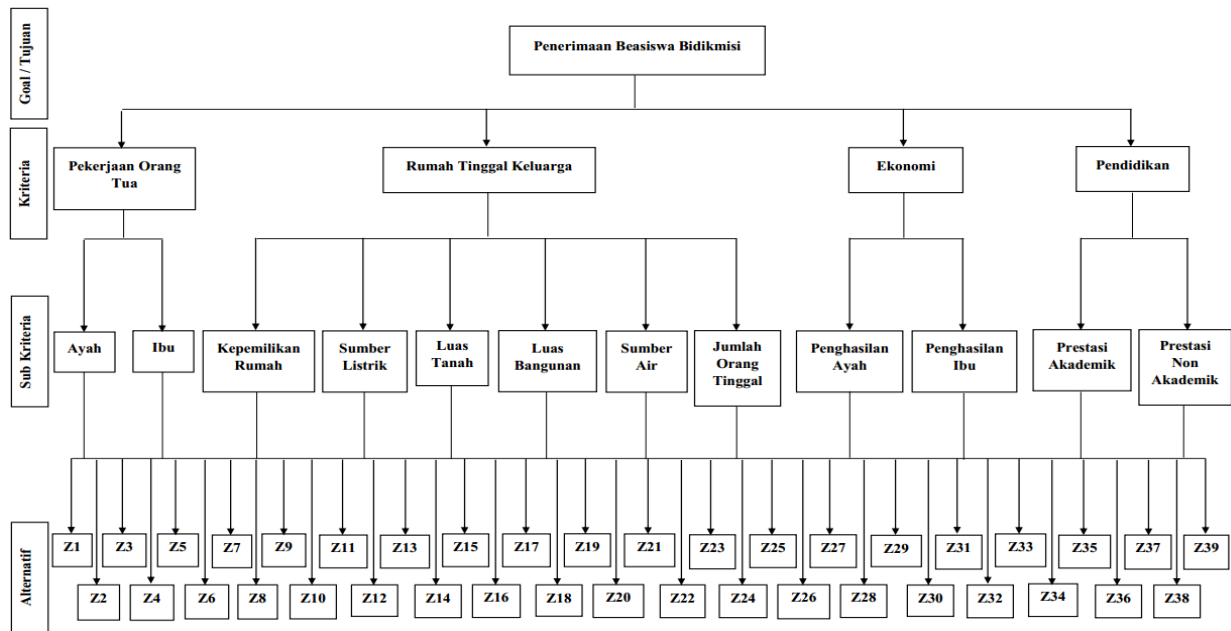 Goal / Tujuan
Penerimaan Beasiswa Bidikmisi
Kriteria
Pekerjaan Orang
Tua
Rumah Tinggal Keluarga
Ekonomi
Pendidikan
Sub Kriteria
Ayah
Ibu
Kepemilikan
Rumah
Sumber
Listrik
Luas
Tanah
Luas
Bangunan
Sumber
Air
Jumlah
Orang
Tinggal
Penghasilan
Ayah
Penghasilan
Ibu
Prestasi
Akademik
Prestasi
Non
Akademik
Alternatif
Z1
Z3
Z5
Z7
Z9
Z11
Z13
Z15
Z17
Z19
Z21
Z23
Z25
Z27
Z29
Z31
Z33
Z35
Z37
Z39
Z2
Z4
Z6
Z8
Z10
Z12
Z14
Z16
Z18
Z20
Z22
Z24
Z26
Z28
Z30
Z32
Z34
Z36
Z38